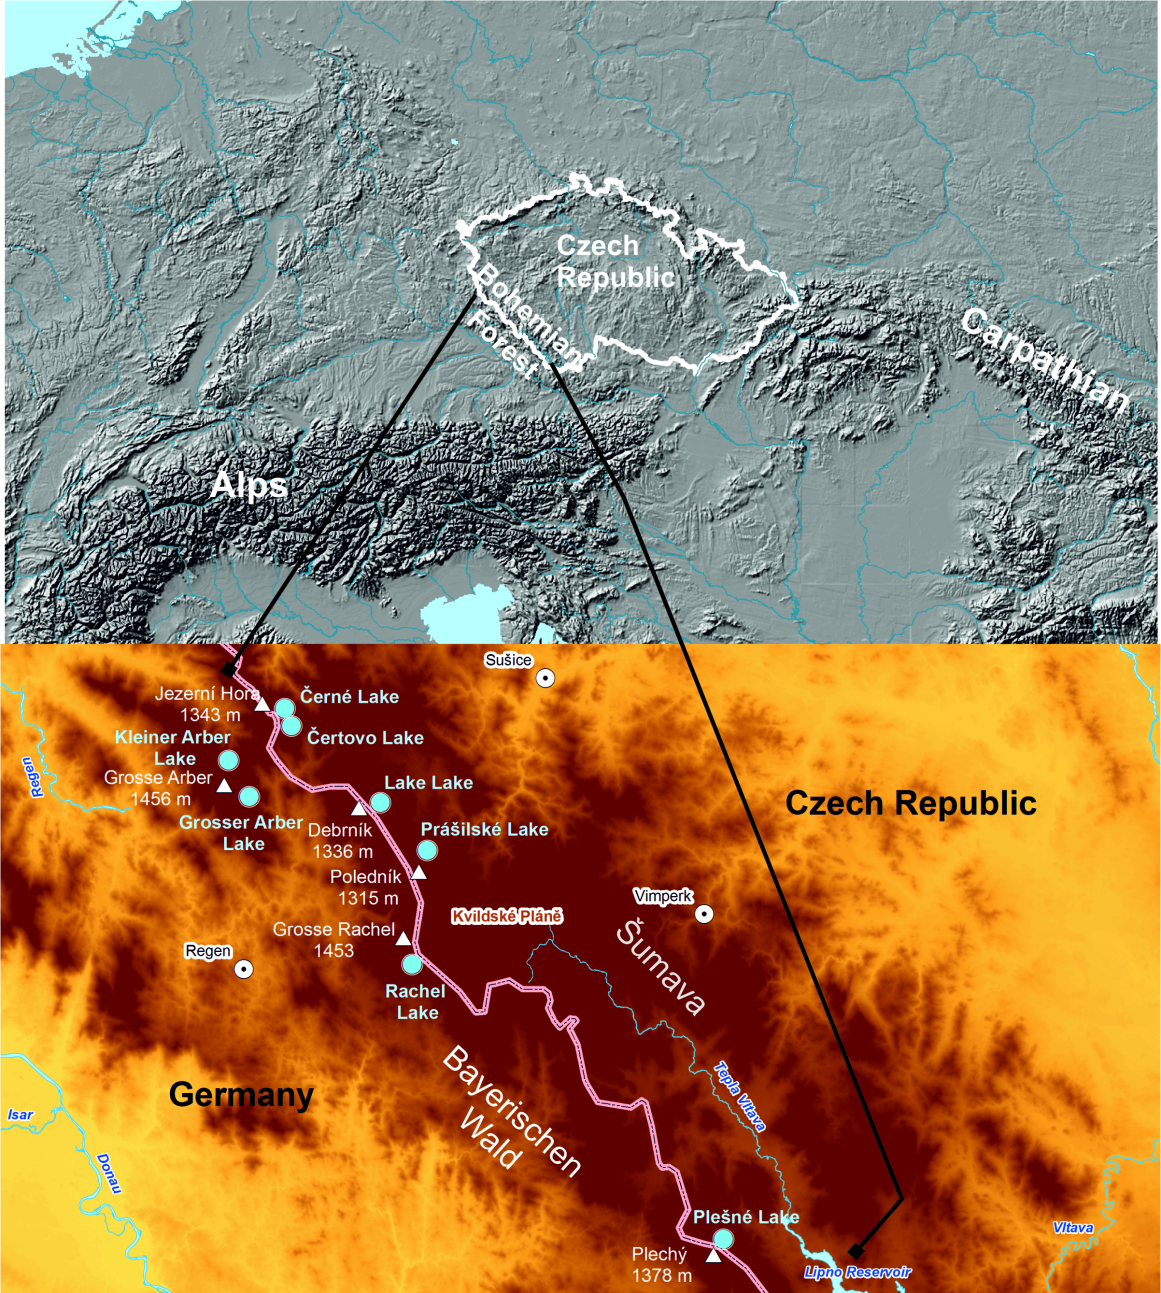 Czech
Republic
Bohemian
Forest
Carpathian
Alps
Sušice
Jezerní Hora
1343 m
Černé Lake
Čertovo Lake
Kleiner Arber
Lake
Grosse Arber
1456 m
Regen
Lake Lake
Grosser Arber
Lake
Debrník
1336 m
Prášilské Lake
Czech Republic
Poledník
1315 m
Vimperk
Kvildské Pláně
Grosse Rachel
1453
Šumava
Regen
Rachel
Lake
Bayerischen
Wald
Germany
Tepla Vltava
Isar
Donau
Plešné Lake
Vltava
Plechý
1378 m
Lipno Reservoir